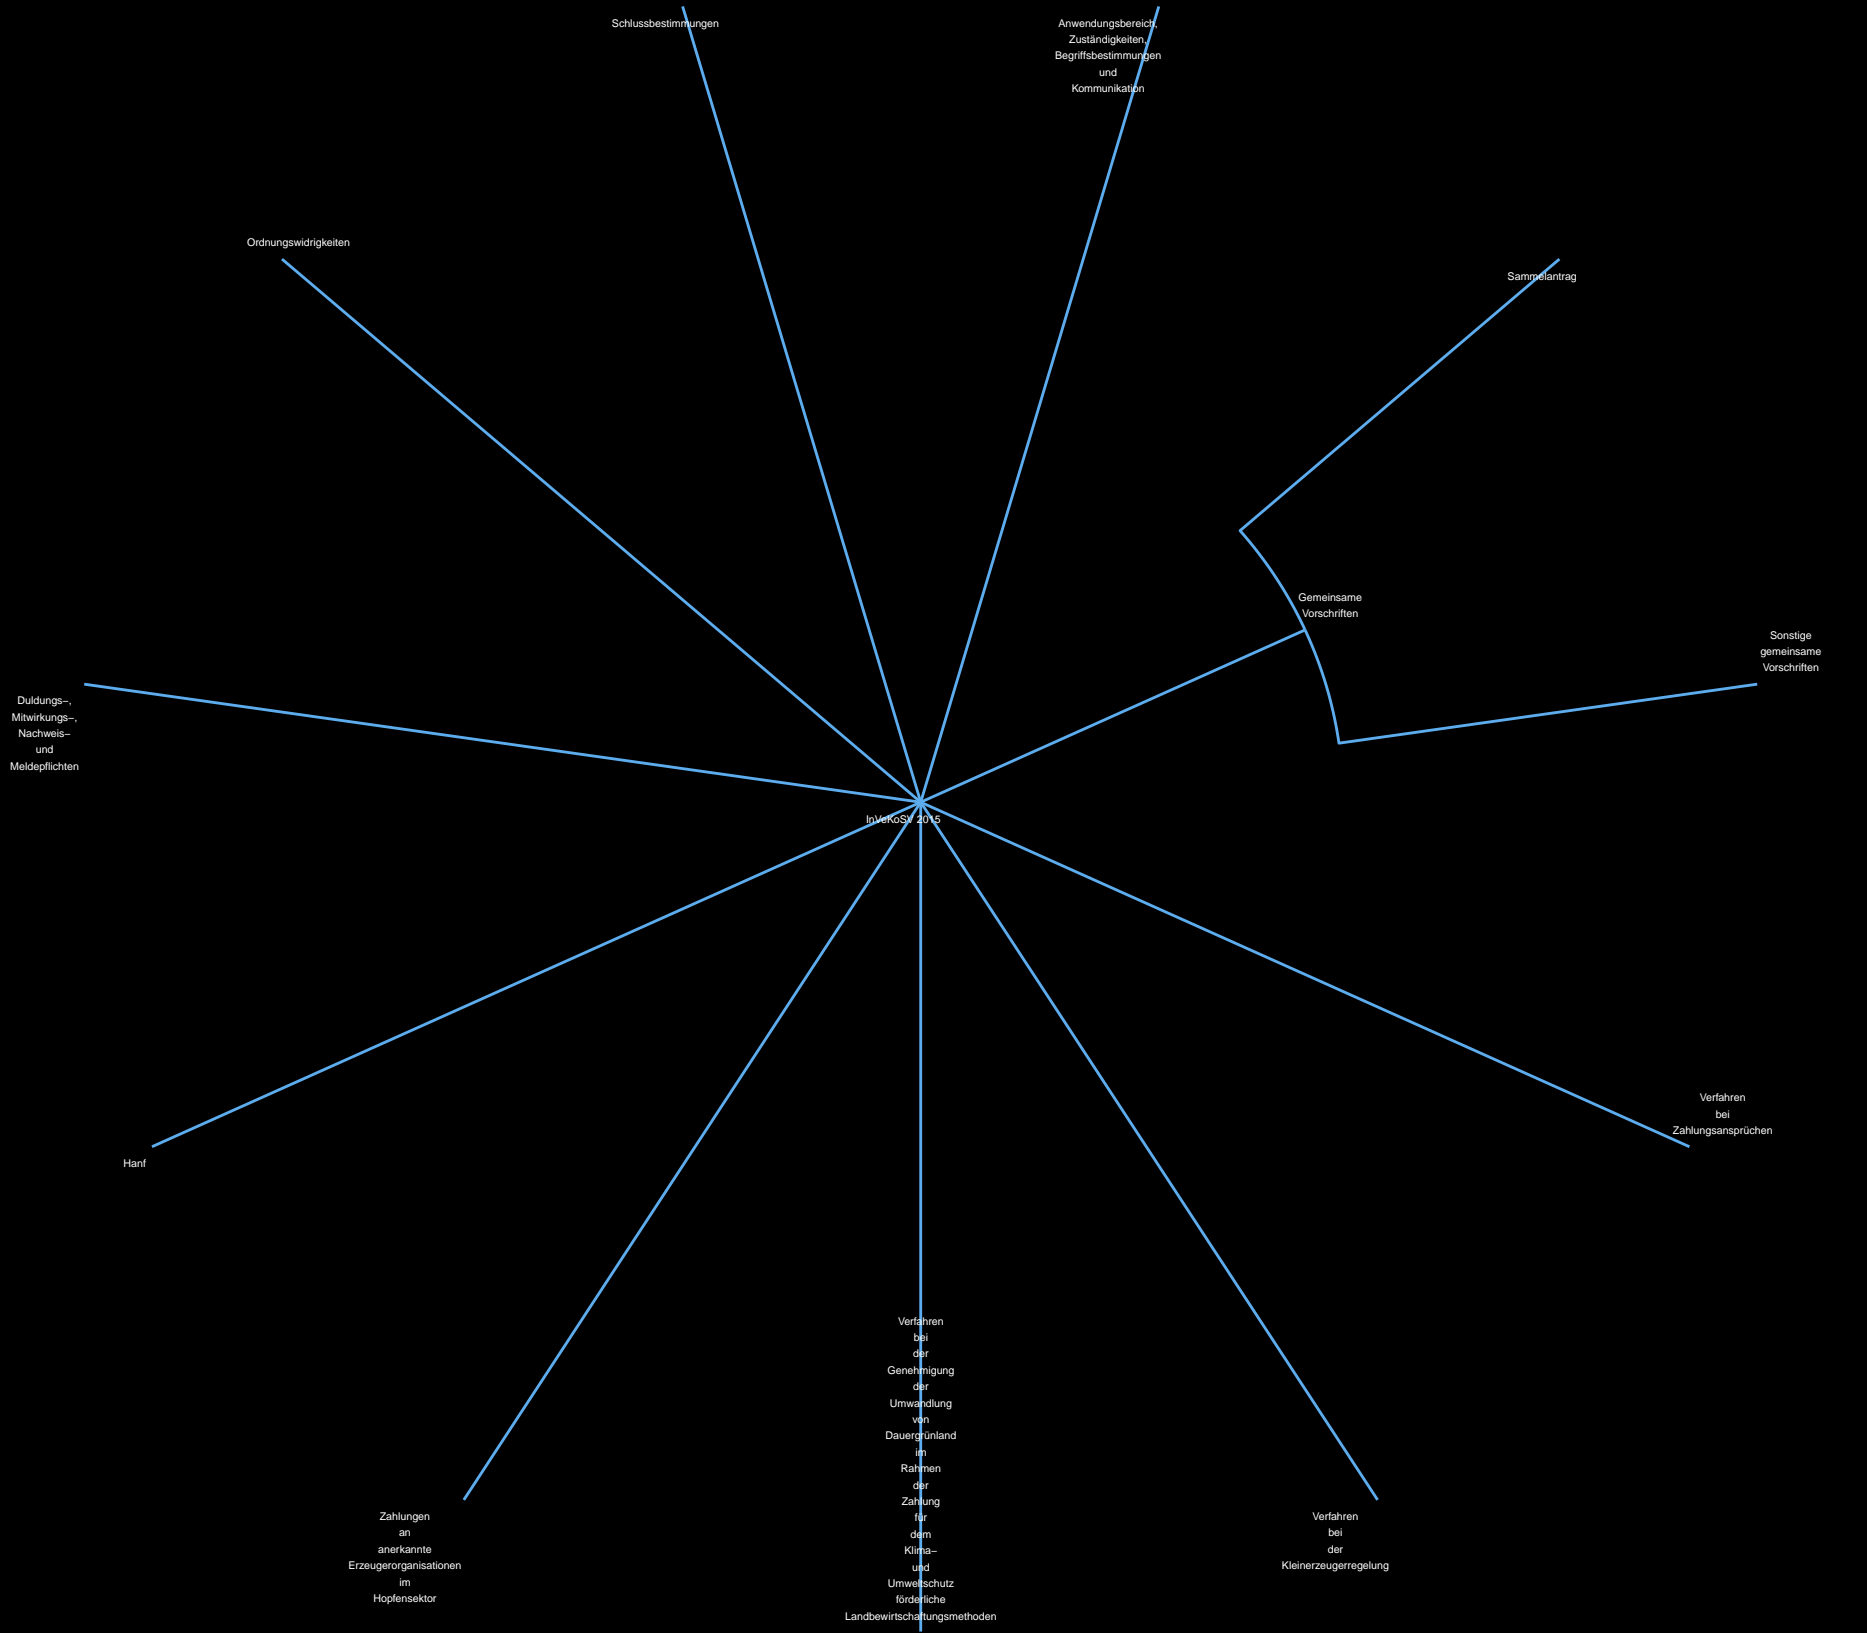 Schlussbestimmungen
Anwendungsbereich,
Zuständigkeiten,
Begriffsbestimmungen
und
Kommunikation
Ordnungswidrigkeiten
Sammelantrag
Gemeinsame
Vorschriften
Sonstige
gemeinsame
Vorschriften
Duldungs–,
Mitwirkungs–,
Nachweis–
und
Meldepflichten
InVeKoSV 2015
Verfahren
bei
Zahlungsansprüchen
Hanf
Verfahren
bei
der
Genehmigung
der
Umwandlung
von
Dauergrünland
im
Rahmen
der
Zahlung
für
dem
Klima–
und
Umweltschutz
förderliche
Landbewirtschaftungsmethoden
Zahlungen
an
anerkannte
Erzeugerorganisationen
im
Hopfensektor
Verfahren
bei
der
Kleinerzeugerregelung